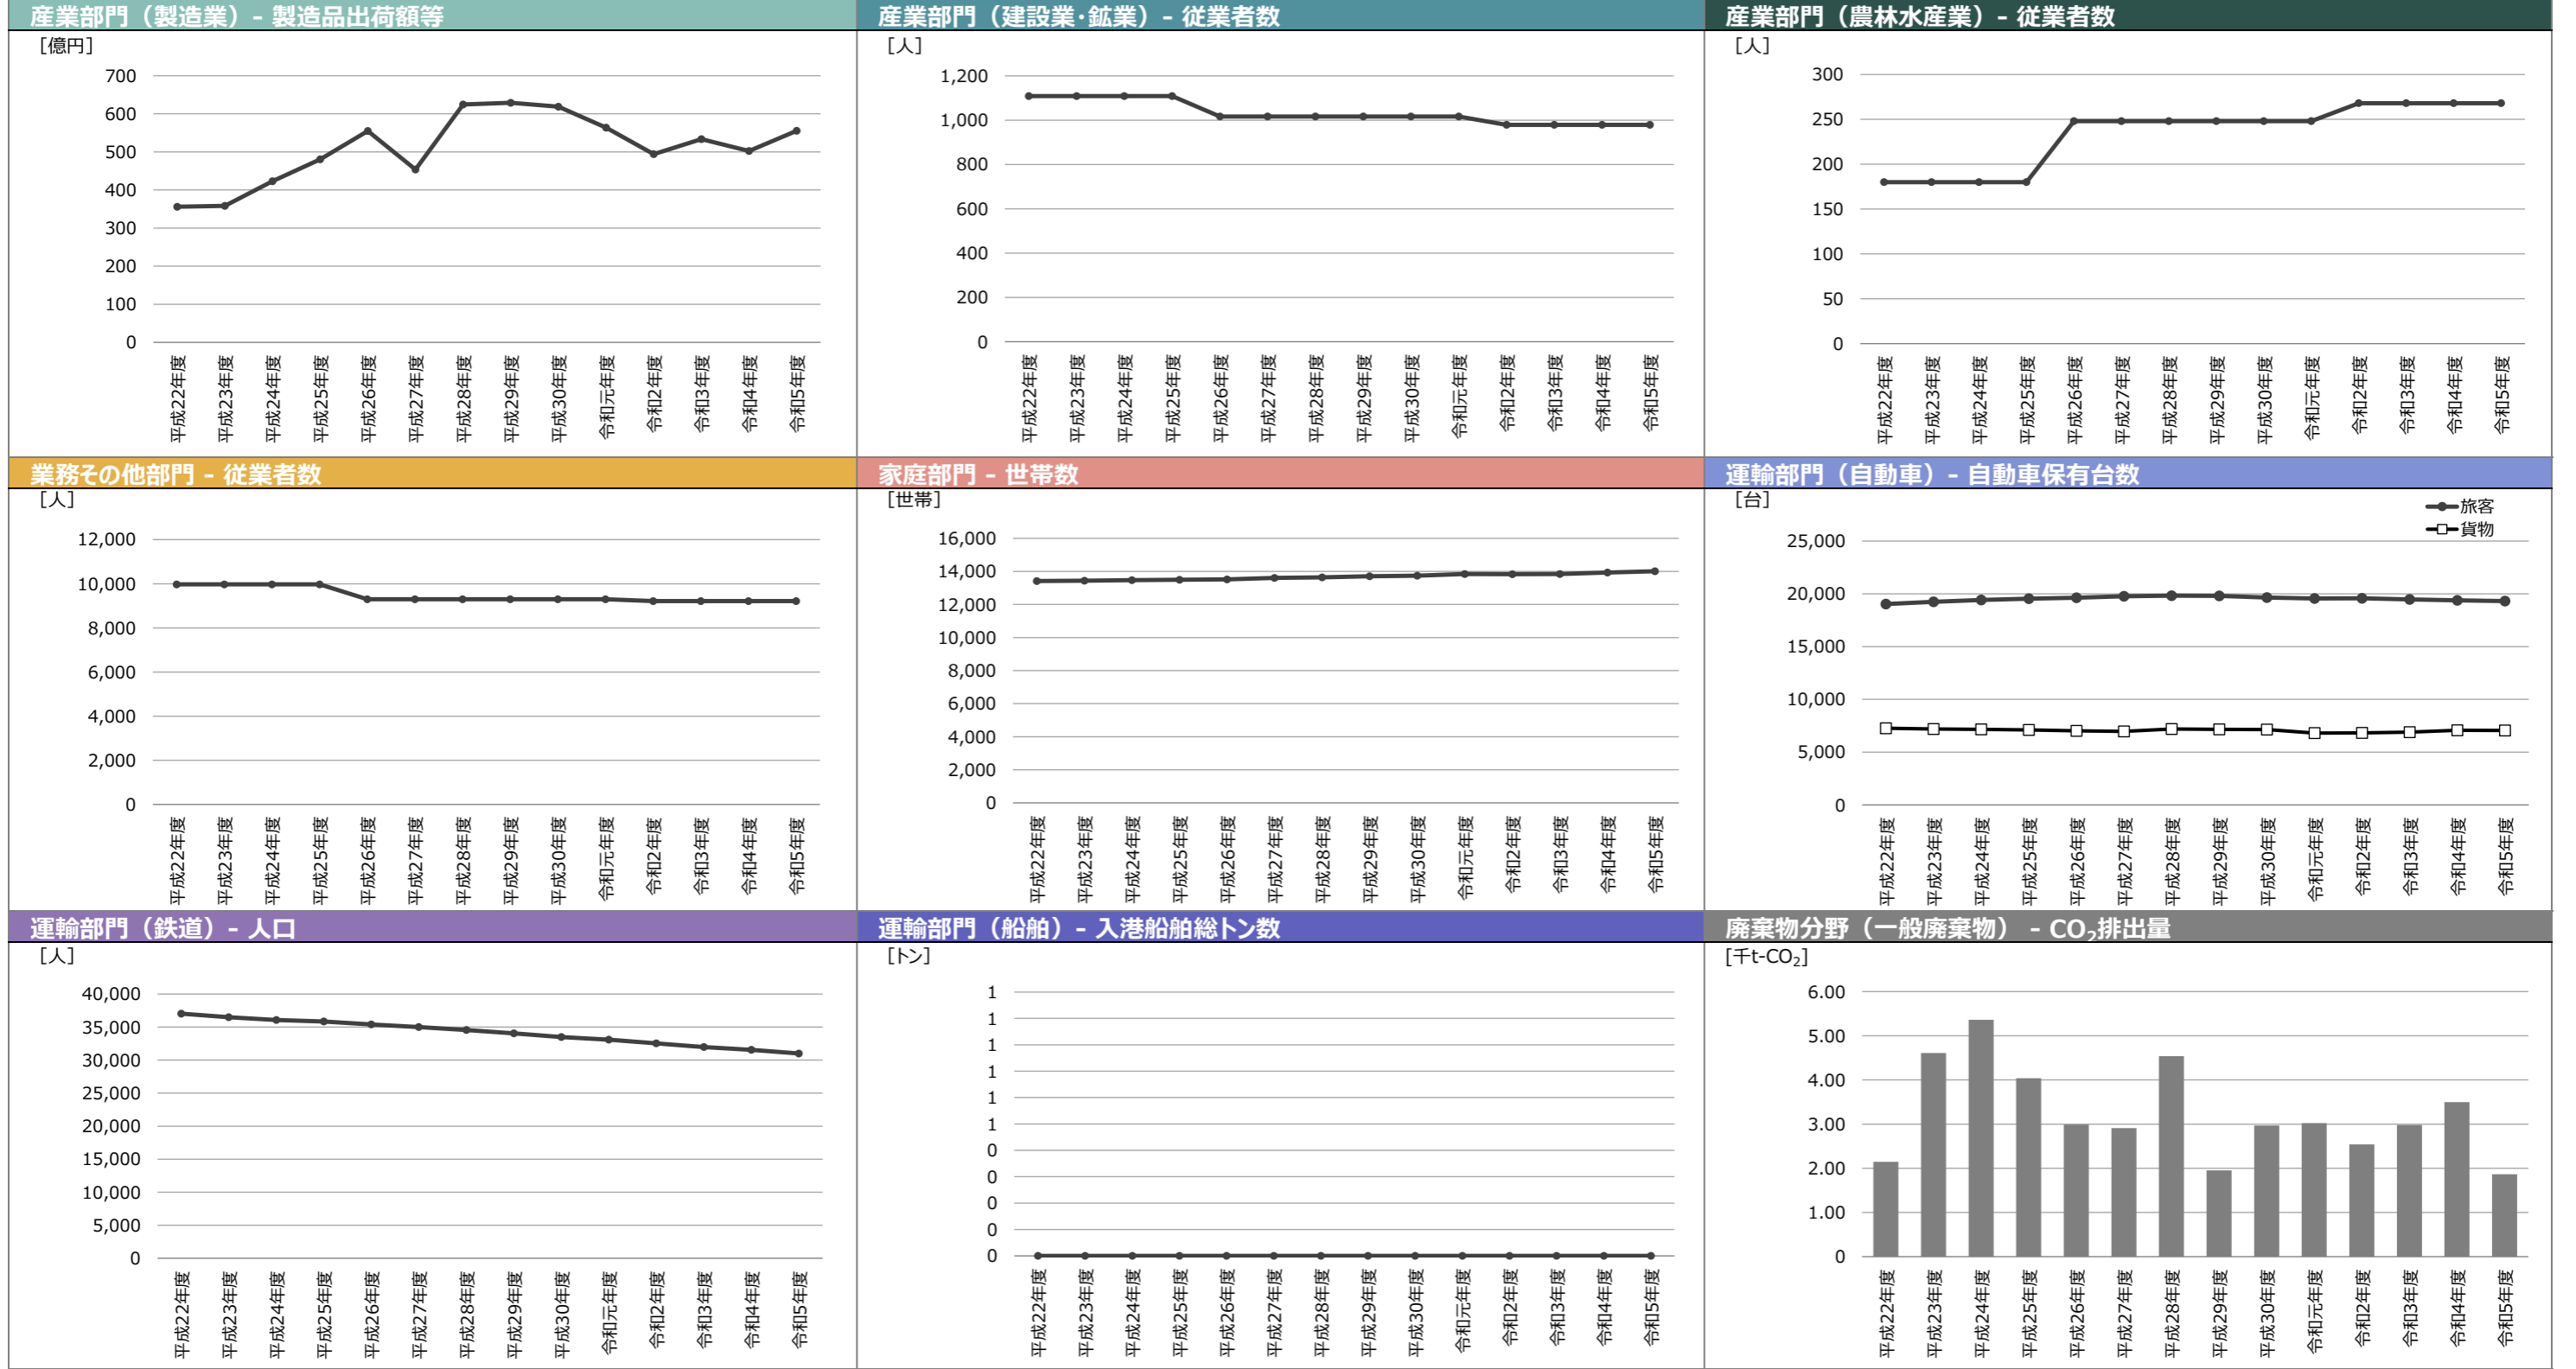 産業部門（製造業）- 製造品出荷額等
[億円]
700
600
500
400
300
200
100
0
平成22年度
平成23年度
平成24年度
平成25年度
平成26年度
平成27年度
平成28年度
平成29年度
平成30年度
令和元年度
令和2年度
令和3年度
令和4年度
令和5年度
産業部門（建設業・鉱業）- 従業者数
[人]
1,200
1,000
800
600
400
200
0
平成22年度
平成23年度
平成24年度
平成25年度
平成26年度
平成27年度
平成28年度
平成29年度
平成30年度
令和元年度
令和2年度
令和3年度
令和4年度
令和5年度
産業部門（農林水産業）- 従業者数
[人]
300
250
200
150
100
50
0
平成22年度
平成23年度
平成24年度
平成25年度
平成26年度
平成27年度
平成28年度
平成29年度
平成30年度
令和元年度
令和2年度
令和3年度
令和4年度
令和5年度
業務その他部門 - 従業者数
[人]
12,000
10,000
8,000
6,000
4,000
2,000
0
平成22年度
平成23年度
平成24年度
平成25年度
平成26年度
平成27年度
平成28年度
平成29年度
平成30年度
令和元年度
令和2年度
令和3年度
令和4年度
令和5年度
家庭部門 - 世帯数
[世帯]
16,000
14,000
12,000
10,000
8,000
6,000
4,000
2,000
0
平成22年度
平成23年度
平成24年度
平成25年度
平成26年度
平成27年度
平成28年度
平成29年度
平成30年度
令和元年度
令和2年度
令和3年度
令和4年度
令和5年度
運輸部門（自動車）- 自動車保有台数
[台]
旅客
貨物
25,000
20,000
15,000
10,000
5,000
0
平成22年度
平成23年度
平成24年度
平成25年度
平成26年度
平成27年度
平成28年度
平成29年度
平成30年度
令和元年度
令和2年度
令和3年度
令和4年度
令和5年度
運輸部門（鉄道）- 人口
[人]
40,000
35,000
30,000
25,000
20,000
15,000
10,000
5,000
0
平成22年度
平成23年度
平成24年度
平成25年度
平成26年度
平成27年度
平成28年度
平成29年度
平成30年度
令和元年度
令和2年度
令和3年度
令和4年度
令和5年度
運輸部門（船舶）- 入港船舶総トン数
[トン]
1
1
1
1
1
1
0
0
0
0
0
平成22年度
平成23年度
平成24年度
平成25年度
平成26年度
平成27年度
平成28年度
平成29年度
平成30年度
令和元年度
令和2年度
令和3年度
令和4年度
令和5年度
廃棄物分野（一般廃棄物） - CO₂排出量
[千t-CO₂]
6.00
5.00
4.00
3.00
2.00
1.00
0
平成22年度
平成23年度
平成24年度
平成25年度
平成26年度
平成27年度
平成28年度
平成29年度
平成30年度
令和元年度
令和2年度
令和3年度
令和4年度
令和5年度